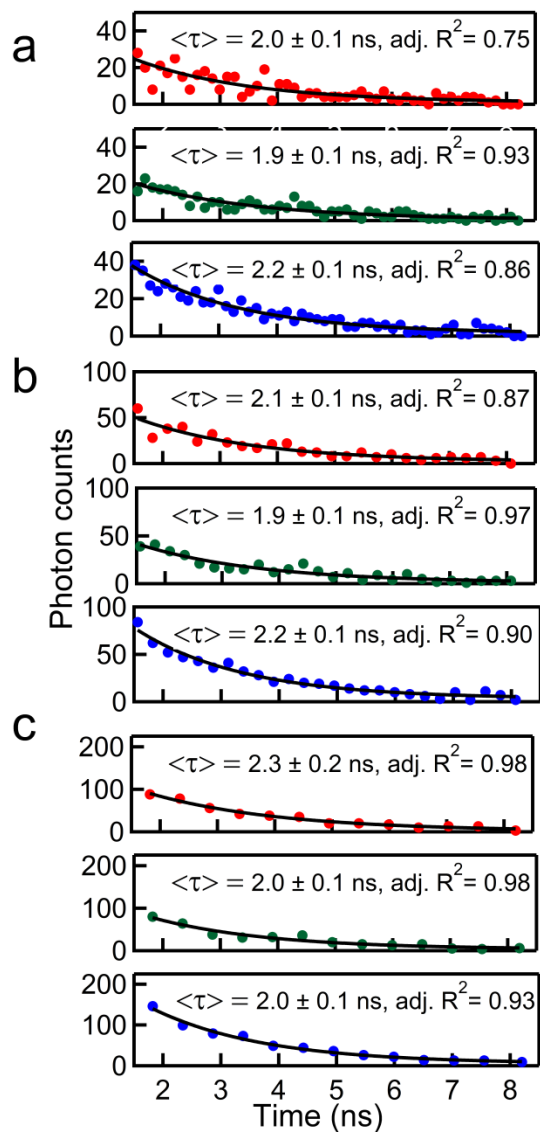 a
40
20
0
<τ> = 2.0 ± 0.1 ns, adj. R²= 0.75
40
20
0
<τ> = 1.9 ± 0.1 ns, adj. R²= 0.93
40
20
0
<τ> = 2.2 ± 0.1 ns, adj. R²= 0.86
b
100
50
0
<τ> = 2.1 ± 0.1 ns, adj. R²= 0.87
100
50
0
<τ> = 1.9 ± 0.1 ns, adj. R²= 0.97
100
50
0
<τ> = 2.2 ± 0.1 ns, adj. R²= 0.90
Photon counts
c
200
100
0
<τ> = 2.3 ± 0.2 ns, adj. R²= 0.98
200
100
0
<τ> = 2.0 ± 0.1 ns, adj. R²= 0.98
200
100
0
<τ> = 2.0 ± 0.1 ns, adj. R²= 0.93
2 3 4 5 6 7 8
Time (ns)